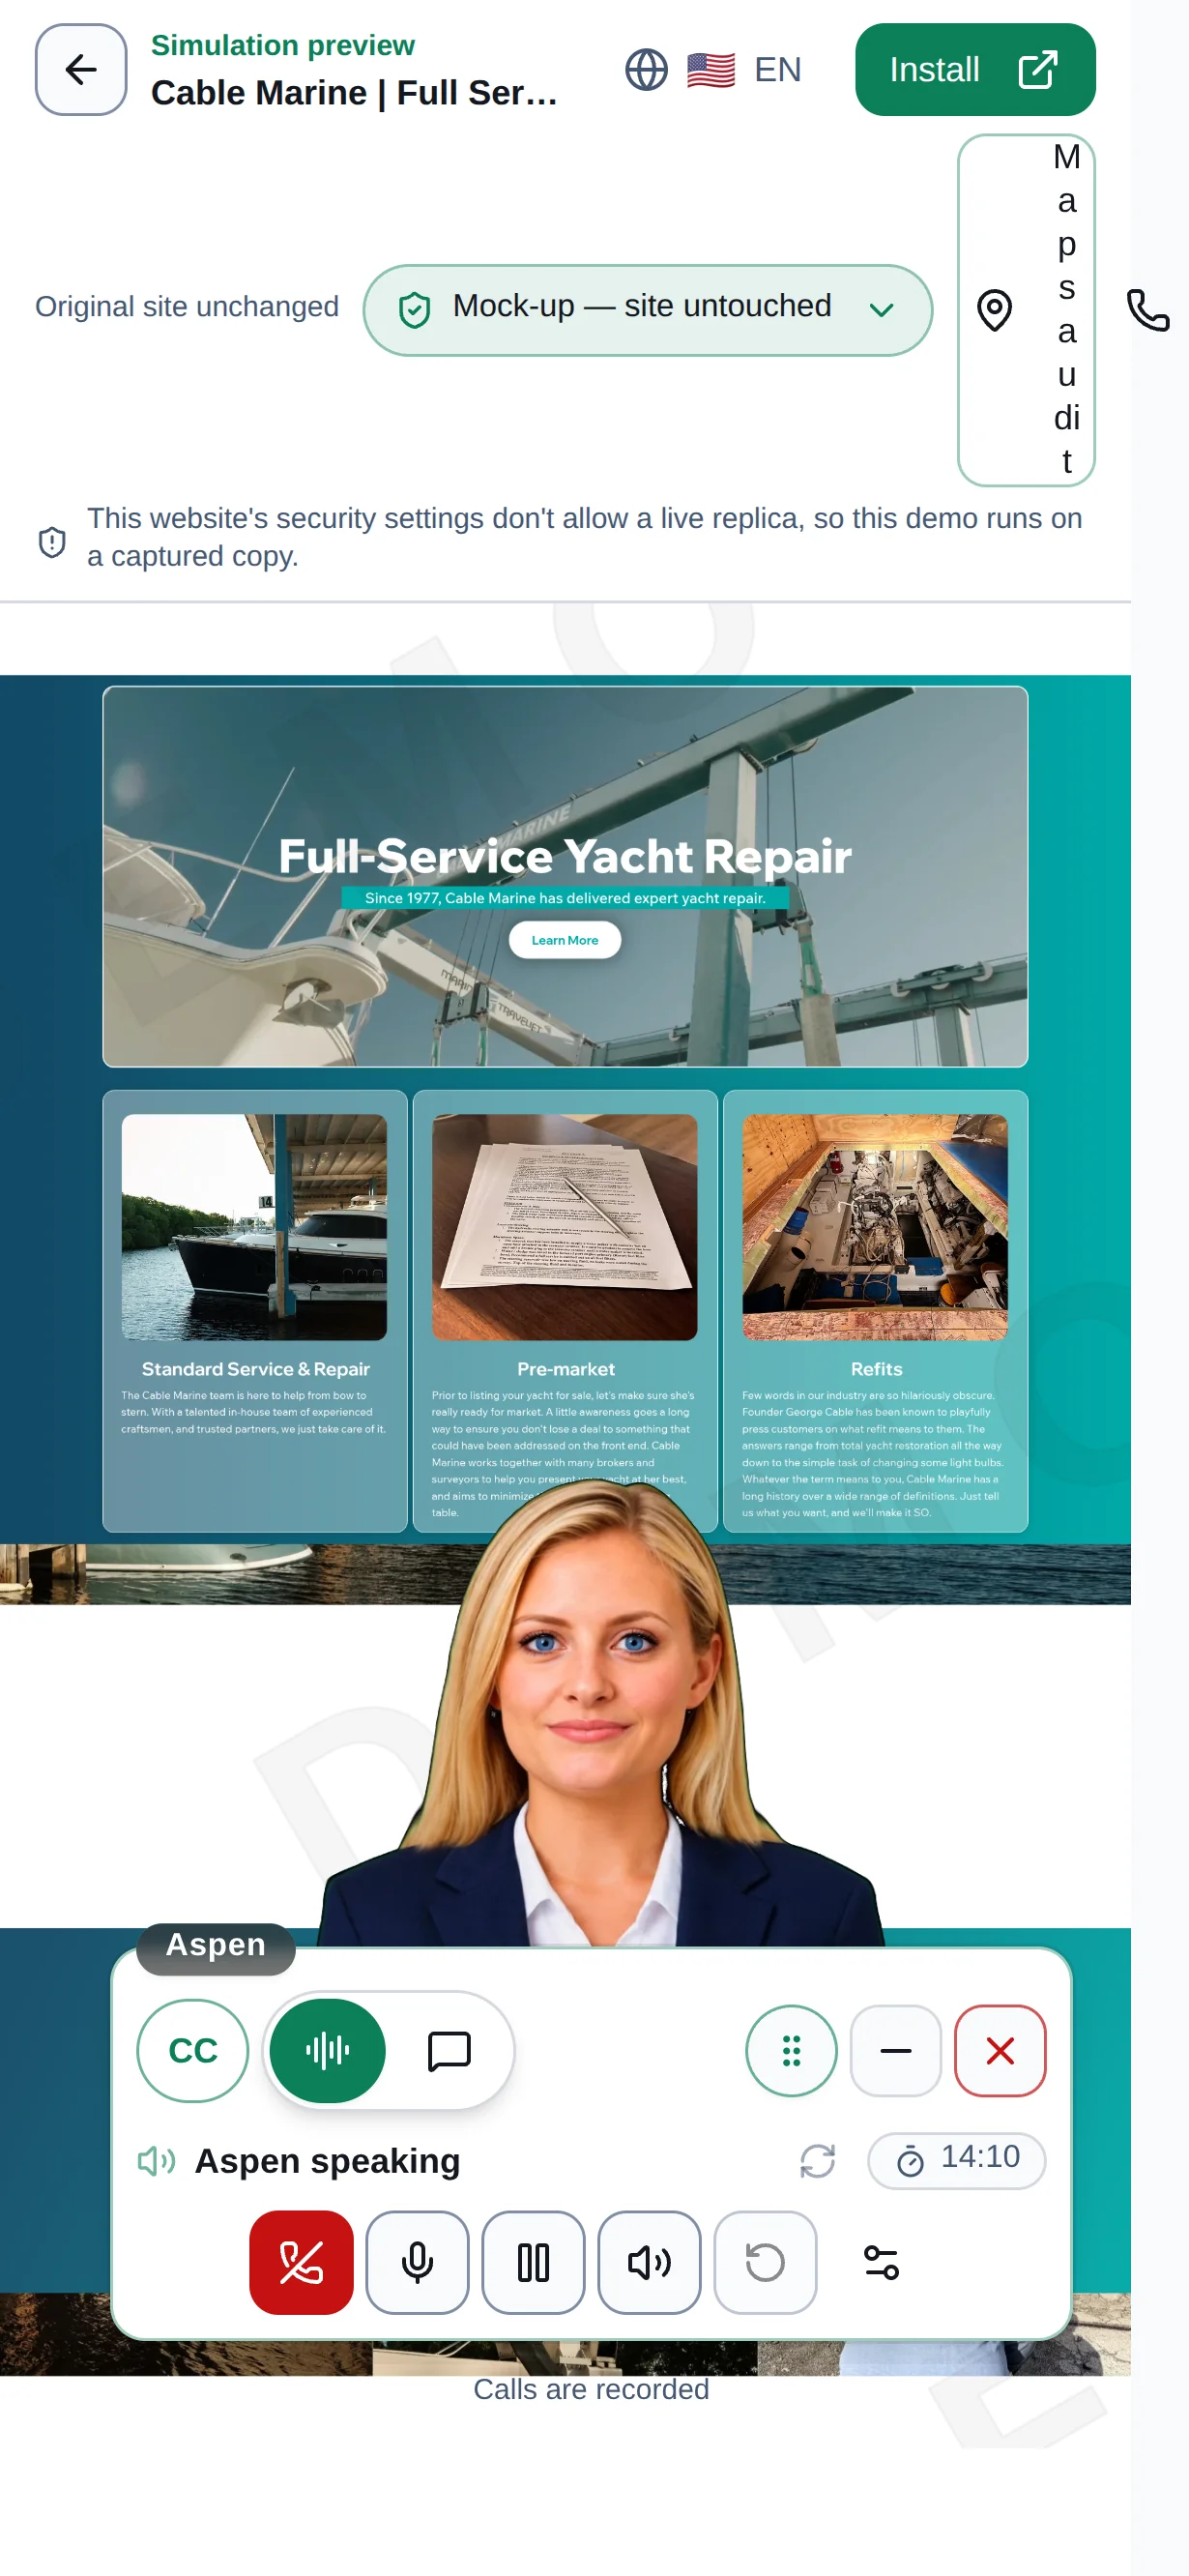 Simulation preview
Cable Marine | Full Ser...
EN
Install
Original site unchanged
Mock-up — site untouched
M
a
p
s
a
u
di
t
This website's security settings don't allow a live replica, so this demo runs on
a captured copy.
MARINE
Full-Service Yacht Repair
Since 1977, Cable Marine has delivered expert yacht repair.
Learn More
MARINE
TRAVELIFT
Standard Service & Repair
The Cable Marine team is here to help from bow to
stern. With a talented in-house team of experienced
craftsmen, and trusted partners, we just take care of it.
Pre-market
Prior to listing your yacht for sale, let's make sure she's
really ready for market. A little awareness goes a long
way to ensure you don't lose a deal to something that
could have been addressed on the front end. Cable
Marine works together with many brokers and
surveyors to help you present your yacht at her best,
and aims to minimize
table.
Refits
Few words in our industry are so hilariously obscure.
Founder George Cable has been known to playfully
press customers on what refit means to them. The
answers range from total yacht restoration all the way
down to the simple task of changing some light bulbs.
Whatever the term means to you, Cable Marine has a
long history over a wide range of definitions. Just tell
us what you want, and we'll make it SO.
Aspen
CC
Aspen speaking
14:10
Calls are recorded